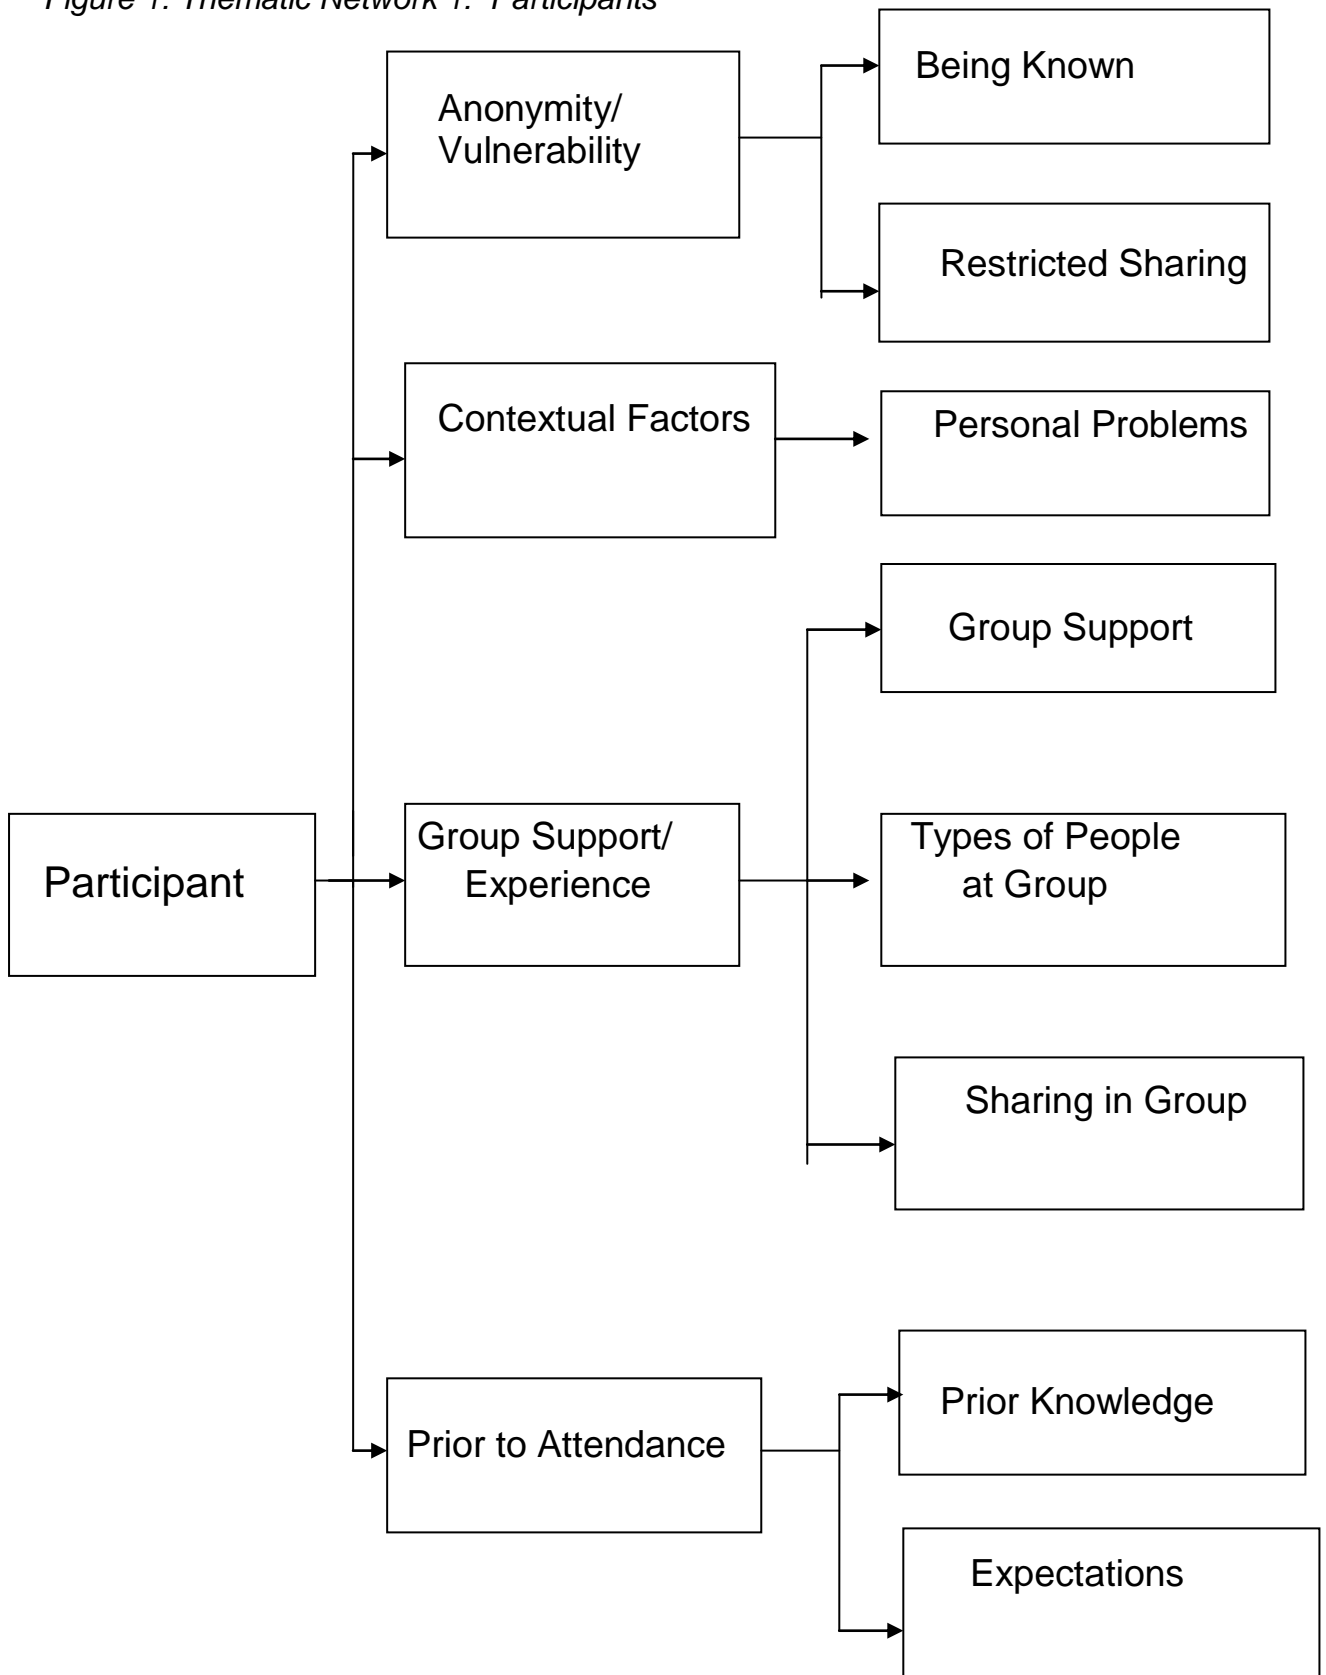 Figure 1: Thematic Network 1: Participants
Being Known
Anonymity/
Vulnerability
Restricted Sharing
Contextual Factors
Personal Problems
Group Support
Participant
Group Support/
Experience
Types of People
at Group
Sharing in Group
Prior to Attendance
Prior Knowledge
Expectations